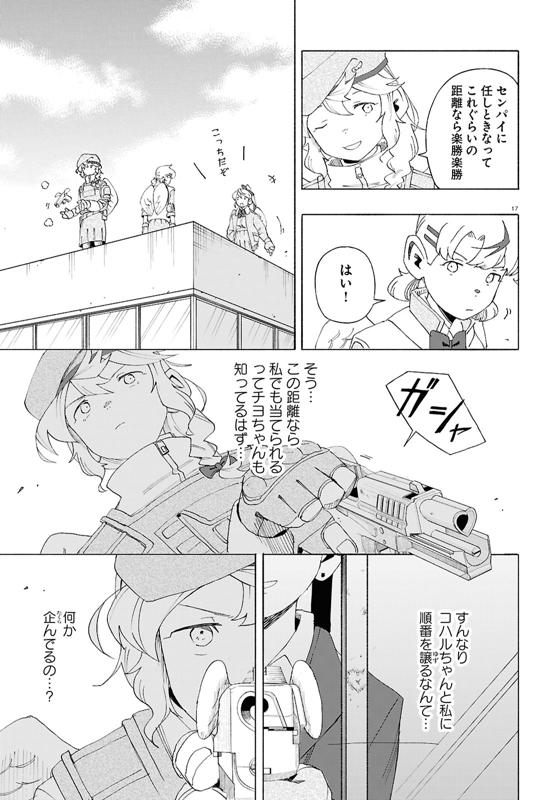 センパイに
任しときなって
これぐらいの
距離なら楽勝楽勝
17
はい！
こっちだぞ
ガシャ
そう…
この距離なら
私でも当てられる
ってチヨちゃんも
知ってるはず…
すんなり
コハルちゃんと私に
順番を譲るなんて…
ゆず
何か
企んでるの…？
たくら